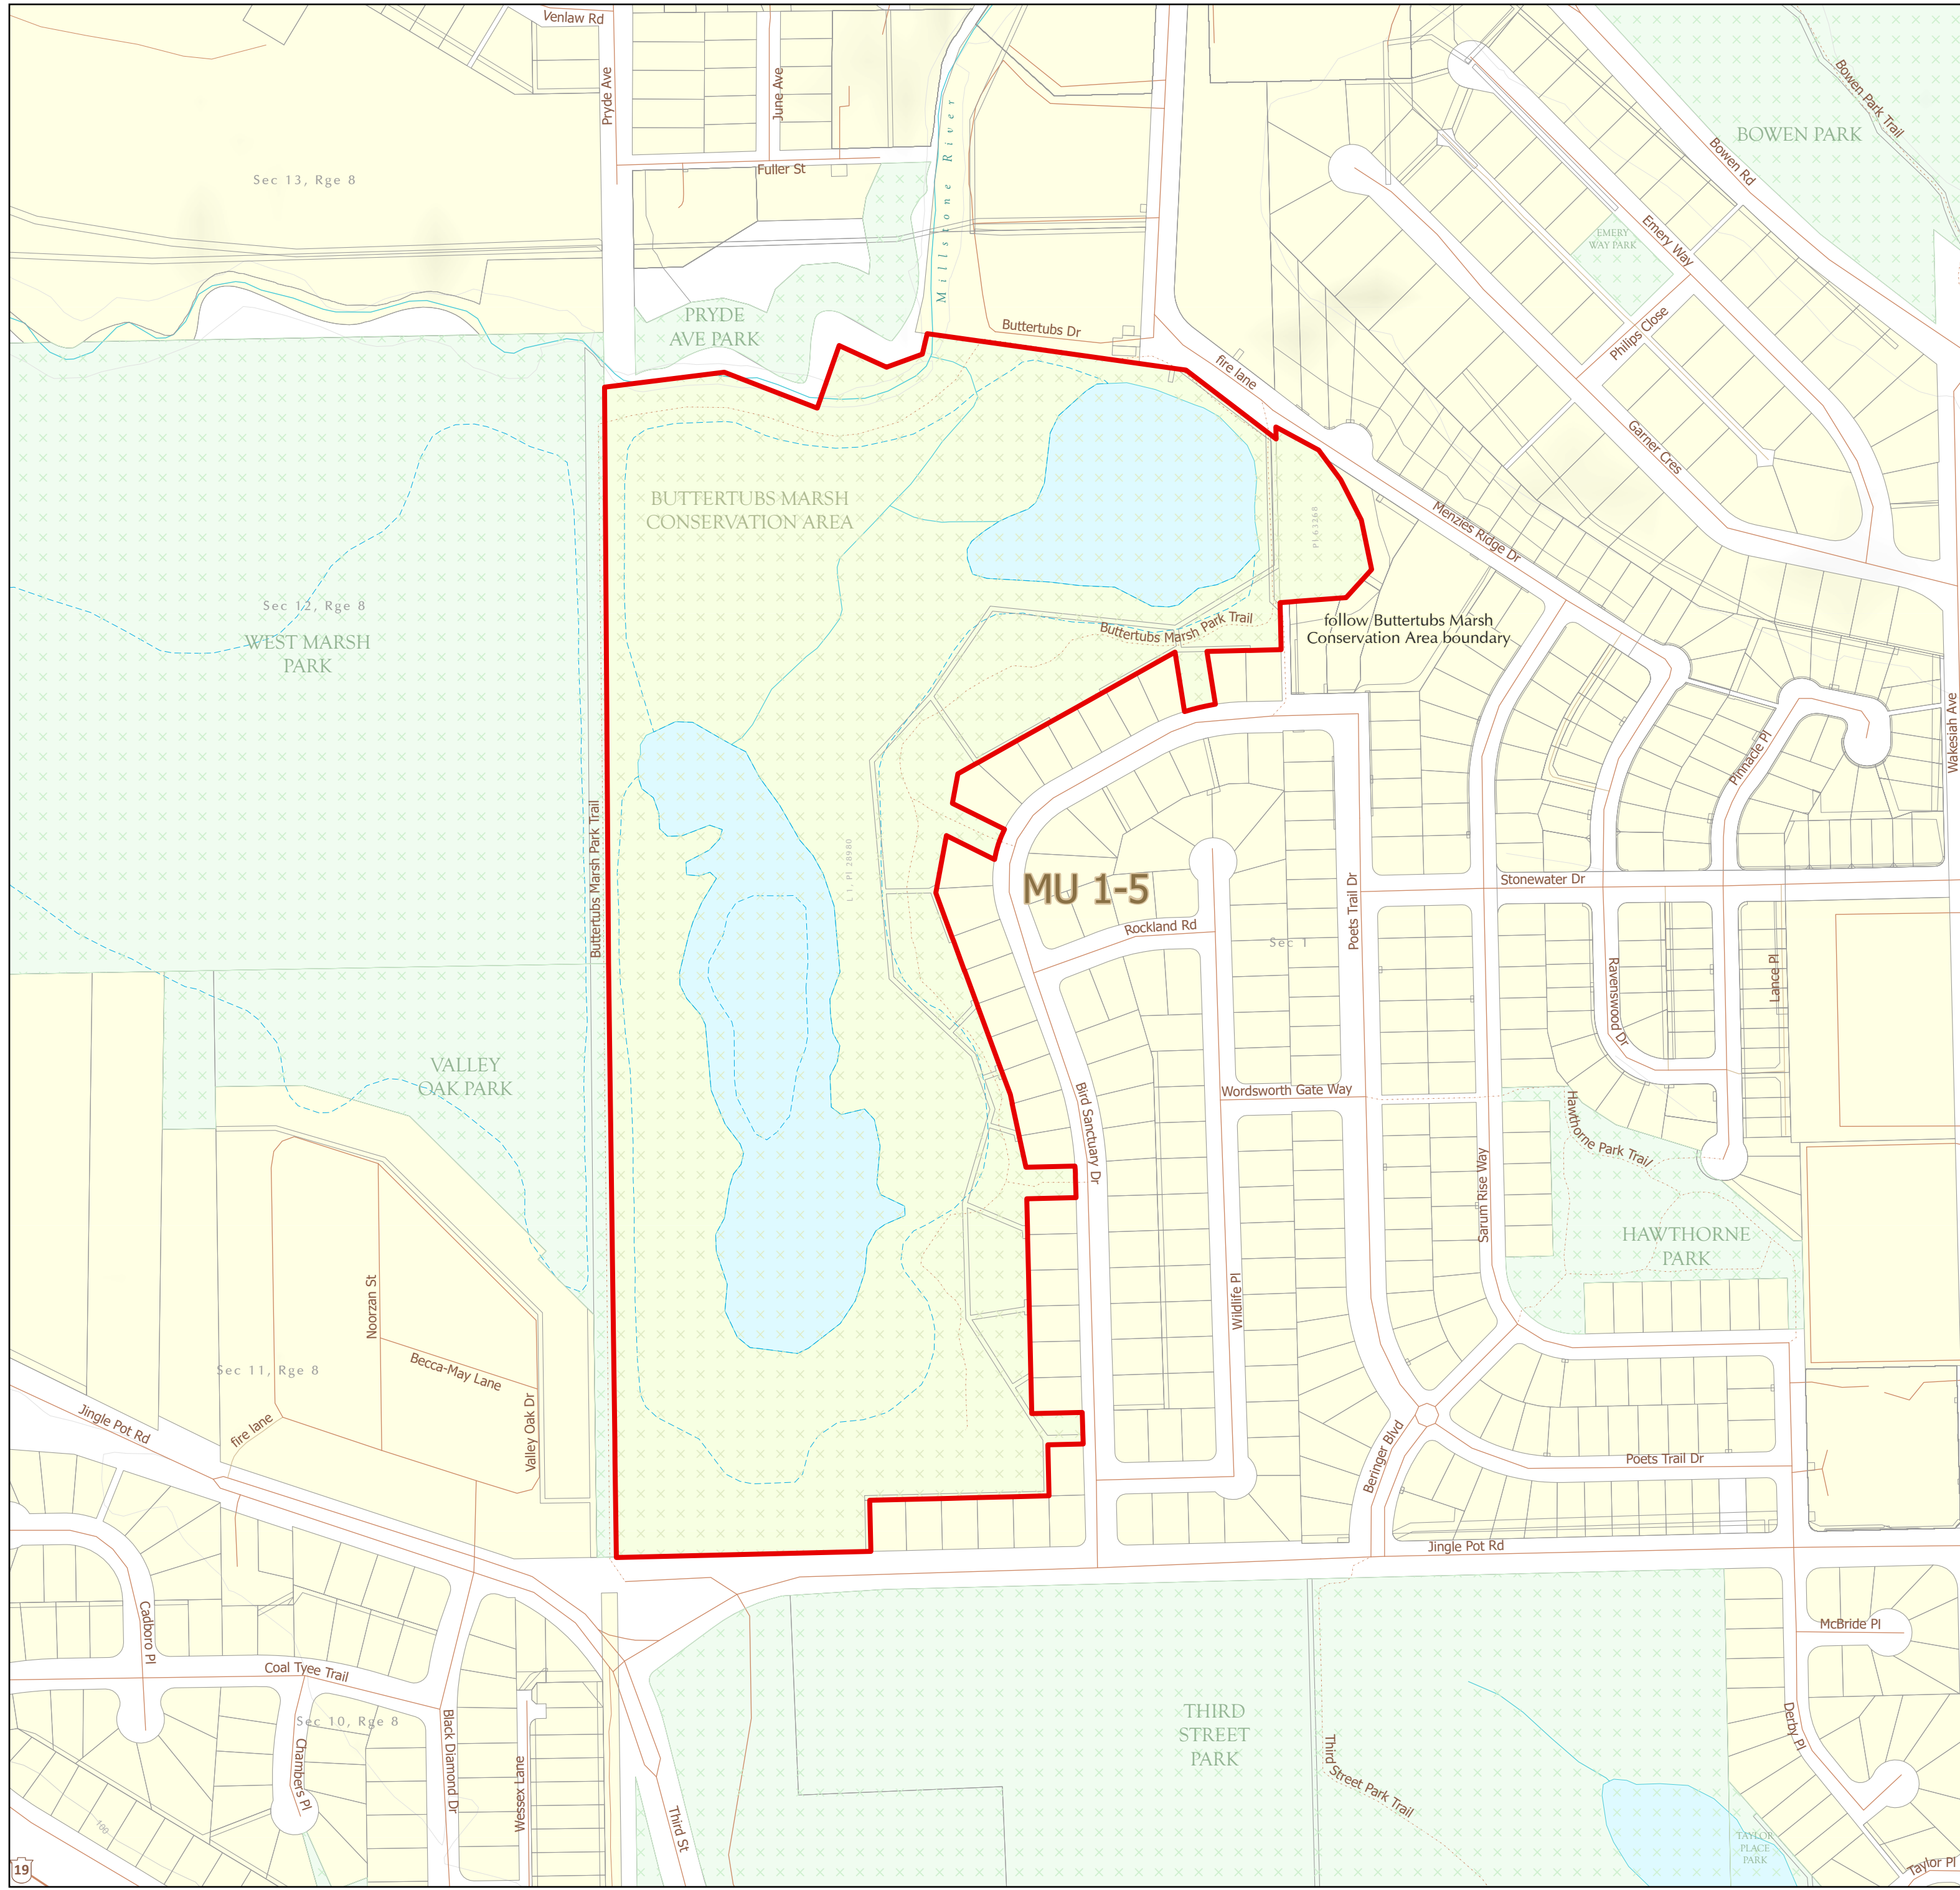 Venlaw Rd
Pryde Ave
June Ave
Fuller St
Millstone River
Bowen Park Trail
BOWEN PARK
Bowen Rd
Sec 13, Rge 8
EMERY
WAY PARK
Emery Way
PRYDE
AVE PARK
Buttertubs Dr
fire lane
Philips Close
Garner Cres
BUTTERTUBS MARSH
CONSERVATION AREA
Pl 63268
Menzies Ridge Dr
Sec 12, Rge 8
WEST MARSH
PARK
Buttertubs Marsh Park Trail
follow Buttertubs Marsh
Conservation Area boundary
Wakesiah Ave
Pinnacle Pl
Buttertubs Marsh Park Trail
L 1, Pl 28980
MU 1-5
Stonewater Dr
Poets Trail Dr
Rockland Rd
Sec 1
Ravenswood Dr
Lance Pl
VALLEY
OAK PARK
Bird Sanctuary Dr
Wordsworth Gate Way
Hawthorne Park Trail
Sarum Rise Way
HAWTHORNE
PARK
Noorzan St
Wildlife Pl
Becca-May Lane
Sec 11, Rge 8
Valley Oak Dr
Jingle Pot Rd
fire lane
Beringer Blvd
Poets Trail Dr
Jingle Pot Rd
Cadboro Pl
McBride Pl
Coal Tyee Trail
Sec 10, Rge 8
Chambers Pl
Black Diamond Dr
Wessex Lane
THIRD
STREET
PARK
Derby Pl
Third St
Third Street Park Trail
TAYLOR
PLACE
PARK
100
19
Taylor Pl